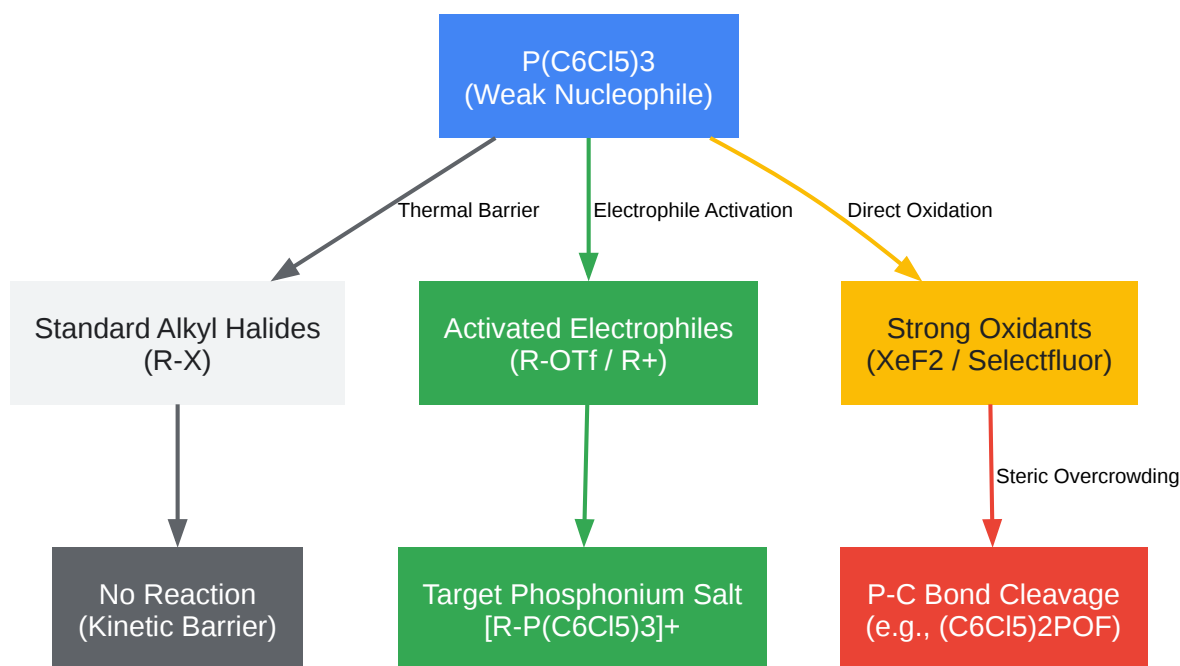 P(C6Cl5)3
(Weak Nucleophile)
Thermal Barrier
Electrophile Activation
Direct Oxidation
Standard Alkyl Halides
(R-X)
Activated Electrophiles
(R-OTf / R+)
Strong Oxidants
(XeF2 / Selectfluor)
Steric Overcrowding
No Reaction
(Kinetic Barrier)
Target Phosphonium Salt
[R-P(C6Cl5)3]+
P-C Bond Cleavage
(e.g., (C6Cl5)2POF)